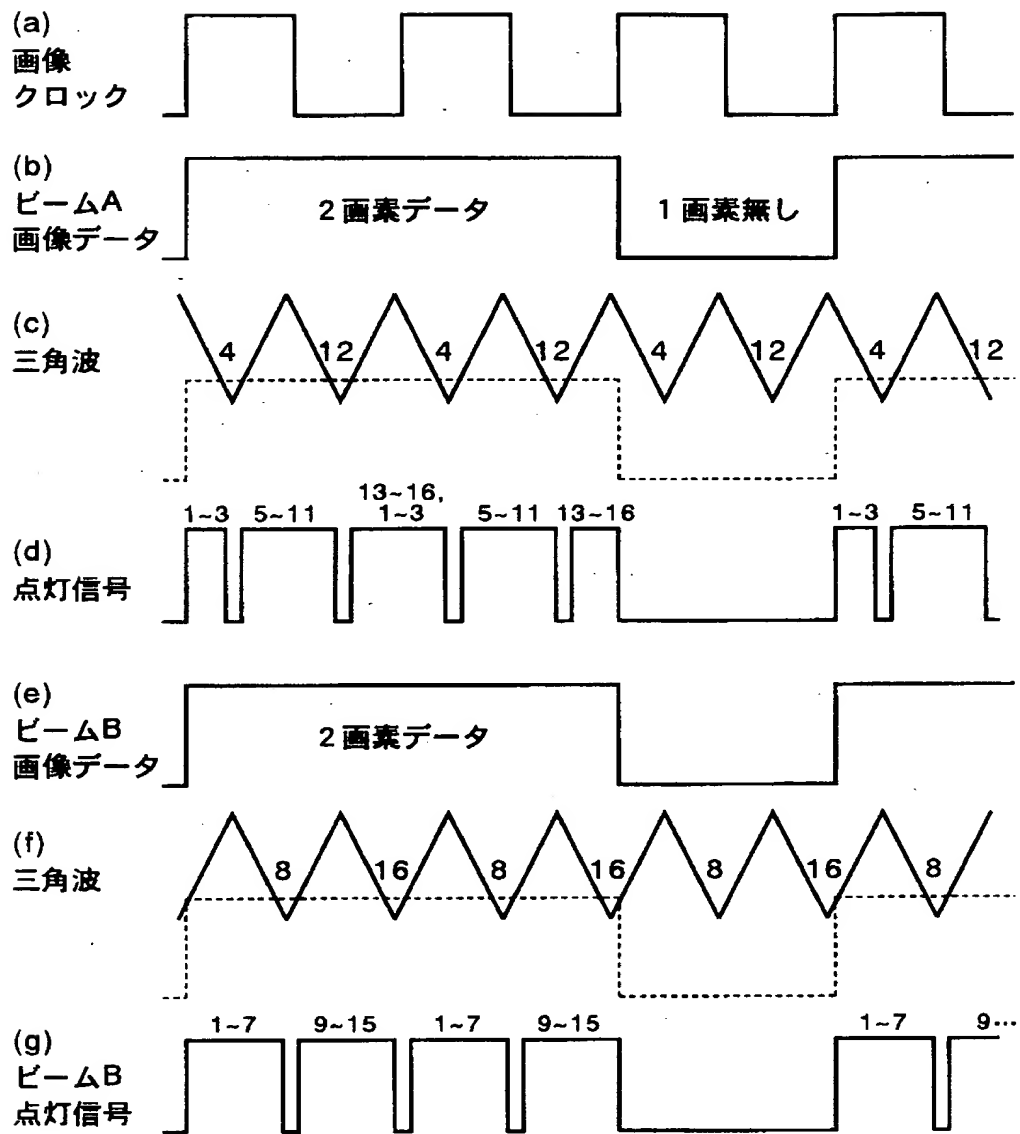 (a)
画像
クロック
(b)
ビームA
画像データ
2画素データ
1画素無し
(c)
三角波
4
12
4
12
4
12
4
12
(d)
点灯信号
1~3
5~11
13~16,
1~3
5~11
13~16
1~3
5~11
(e)
ビームB
画像データ
2画素データ
(f)
三角波
8
16
8
16
8
16
8
(g)
ビームB
点灯信号
1~7
9~15
1~7
9~15
1~7
9…